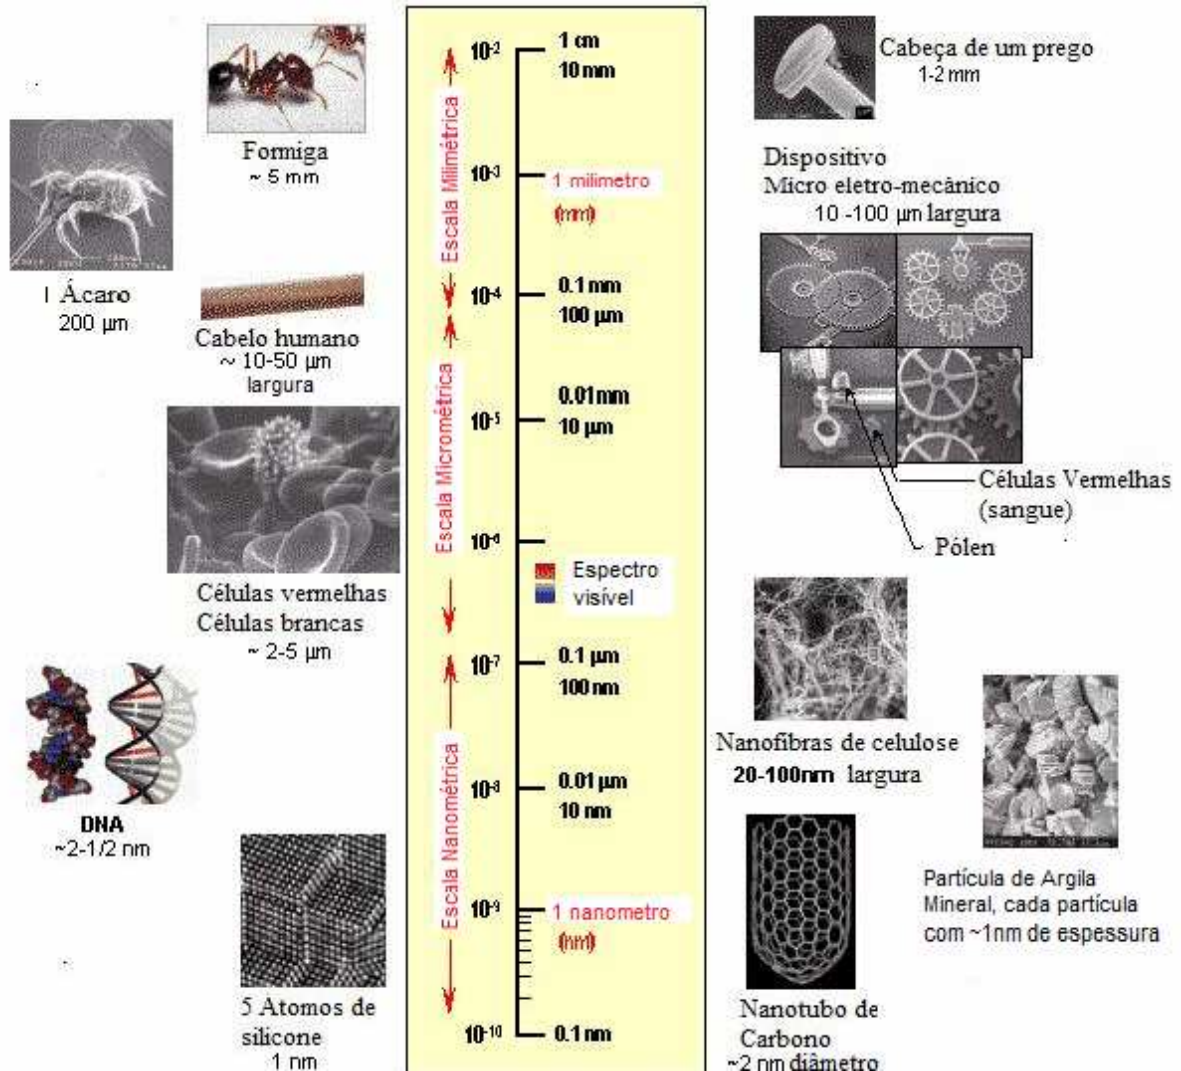 Formiga
~ 5 mm
1 Ácaro
200 µm
Cabelo humano
~ 10-50 µm
largura
Células vermelhas
Células brancas
~ 2-5 µm
DNA
~2-1/2 nm
5 Atomos de
silicone
1 nm
Escala Milimétrica
Escala Micrométrica
Escala Nanométrica
10-2
1 cm
10 mm
10-3
1 milimetro
(mm)
10-4
0.1 mm
100 µm
10-5
0.01 mm
10 µm
10-6
Espectro
visível
10-7
0.1 µm
100 nm
10-8
0.01 µm
10 nm
10-9
1 nanometro
(nm)
10-10
0.1 nm
Cabeça de um prego
1-2 mm
Dispositivo
Micro eletro-mecânico
10 -100 µm largura
Células Vermelhas
(sangue)
Pólen
Nanofibras de celulose
20-100nm largura
Partícula de Argila
Mineral, cada partícula
com ~1nm de espessura
Nanotubo de
Carbono
~2 nm diâmetro